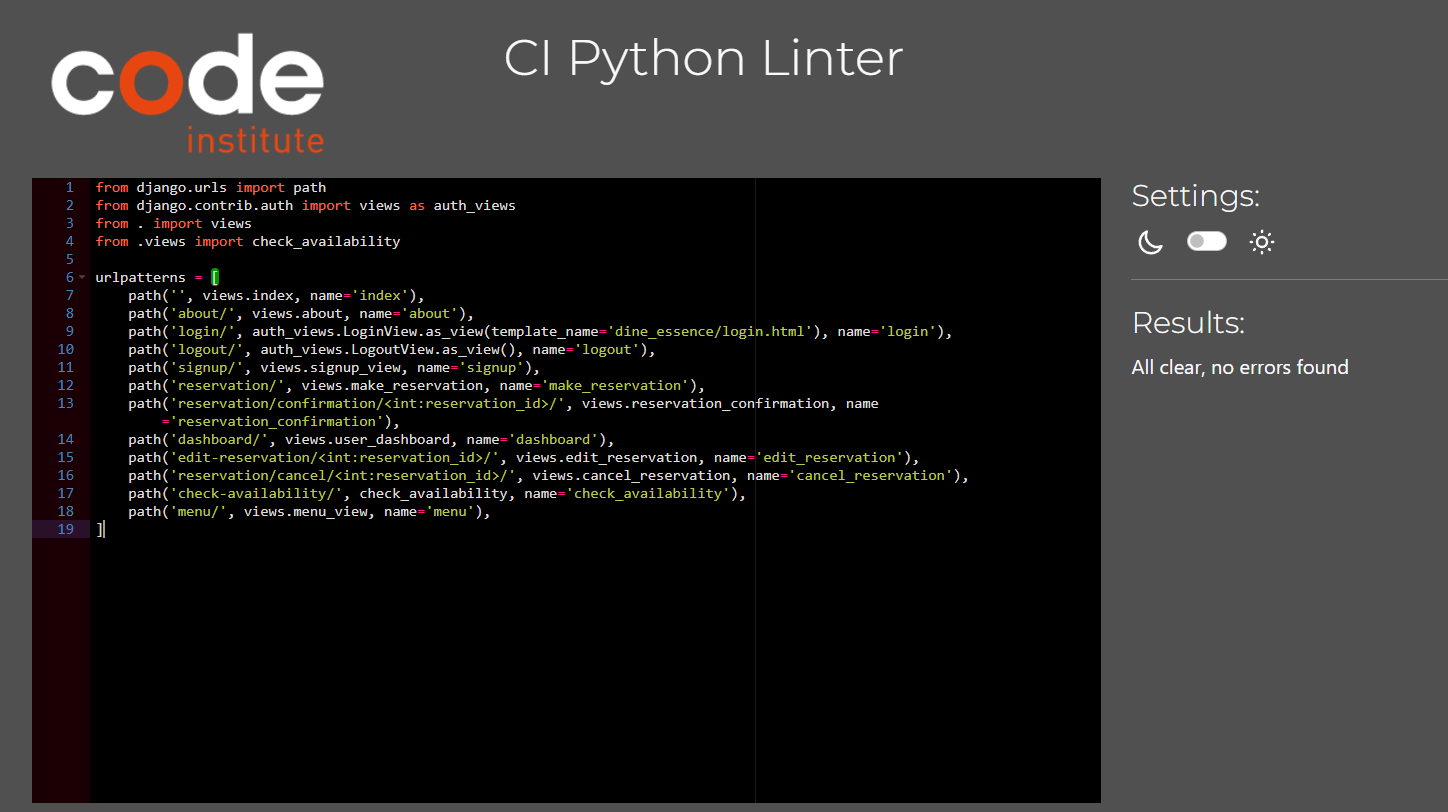 code
institute
CI Python Linter
1 from django.urls import path
2 from django.contrib.auth import views as auth_views
3 from . import views
4 from .views import check_availability
5
6 urlpatterns = [
7     path('', views.index, name='index'),
8     path('about/', views.about, name='about'),
9     path('login/', auth_views.LoginView.as_view(template_name='dine_essence/login.html'), name='login'),
10     path('logout/', auth_views.LogoutView.as_view(), name='logout'),
11     path('signup/', views.signup_view, name='signup'),
12     path('reservation/', views.make_reservation, name='make_reservation'),
13     path('reservation/confirmation/<int:reservation_id>/', views.reservation_confirmation, name
        ='reservation_confirmation'),
14     path('dashboard/', views.user_dashboard, name='dashboard'),
15     path('edit-reservation/<int:reservation_id>/', views.edit_reservation, name='edit_reservation'),
16     path('reservation/cancel/<int:reservation_id>/', views.cancel_reservation, name='cancel_reservation'),
17     path('check-availability/', check_availability, name='check_availability'),
18     path('menu/', views.menu_view, name='menu'),
19 ]
Settings:
Results:
All clear, no errors found